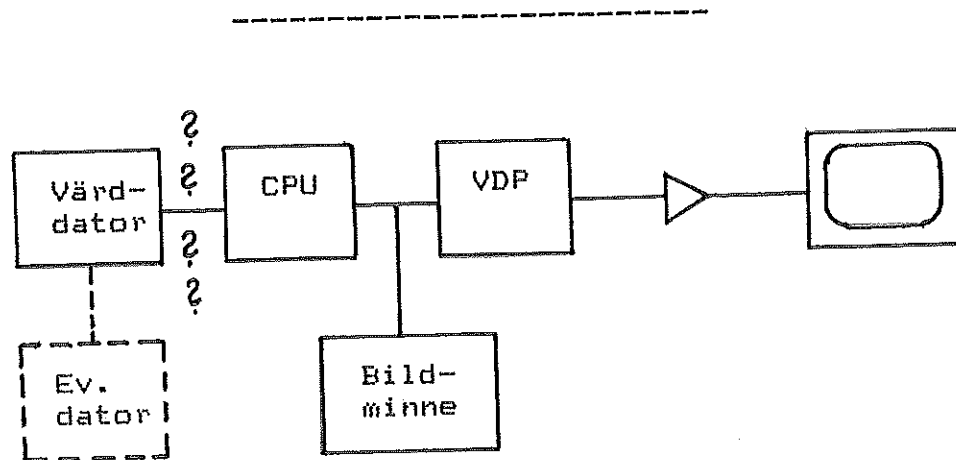 Värd-
dator
?
?
?
?
CPU
VDP
Ev.
dator
Bild-
minne